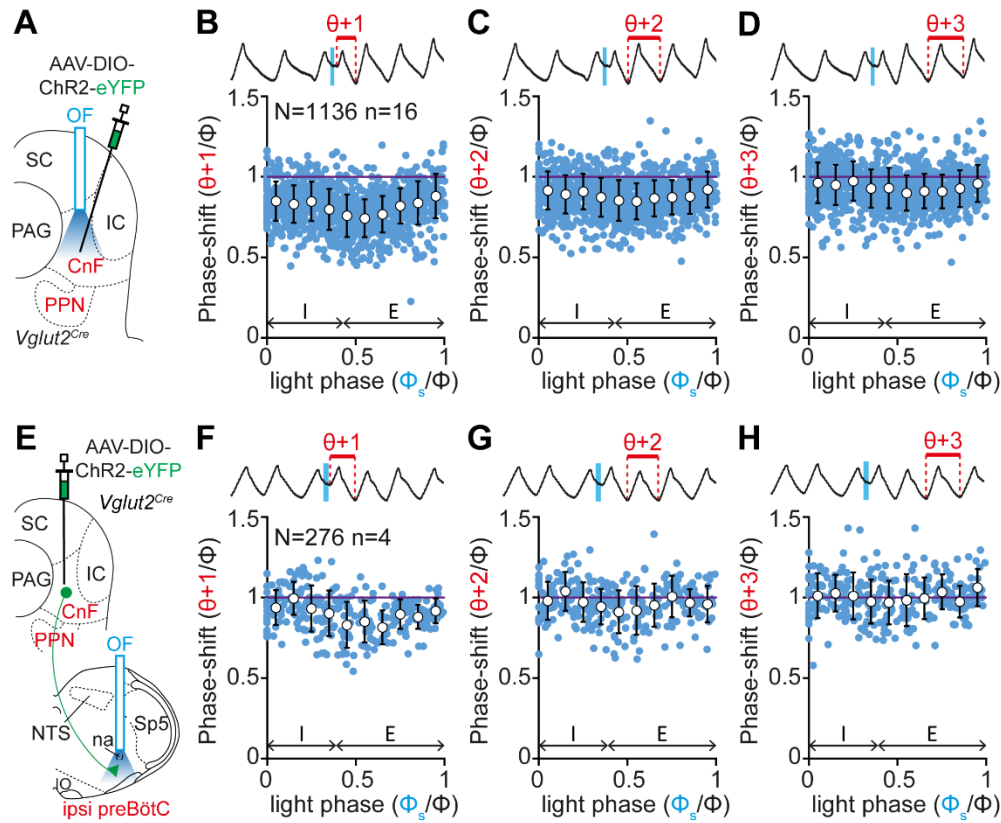 A
AAV-DIO-
ChR2-eYFP
OF
SC
PAG
IC
CnF
PPN
Vglut2Cre
B
θ+1
N=1136 n=16
Phase-shift (θ+1/Φ)
1.5
1
0.5
0
I
E
0
0.5
1
light phase (Φs/Φ)
C
θ+2
Phase-shift (θ+2/Φ)
1.5
1
0.5
0
I
E
0
0.5
1
light phase (Φs/Φ)
D
θ+3
Phase-shift (θ+3/Φ)
1.5
1
0.5
0
I
E
0
0.5
1
light phase (Φs/Φ)
E
AAV-DIO-
ChR2-eYFP
Vglut2Cre
SC
PAG
IC
CnF
PPN
OF
NTS
na
Sp5
IO
ipsi preBötC
F
θ+1
N=276 n=4
Phase-shift (θ+1/Φ)
1.5
1
0.5
0
I
E
0
0.5
1
light phase (Φs/Φ)
G
θ+2
Phase-shift (θ+2/Φ)
1.5
1
0.5
0
I
E
0
0.5
1
light phase (Φs/Φ)
H
θ+3
Phase-shift (θ+3/Φ)
1.5
1
0.5
0
I
E
0
0.5
1
light phase (Φs/Φ)